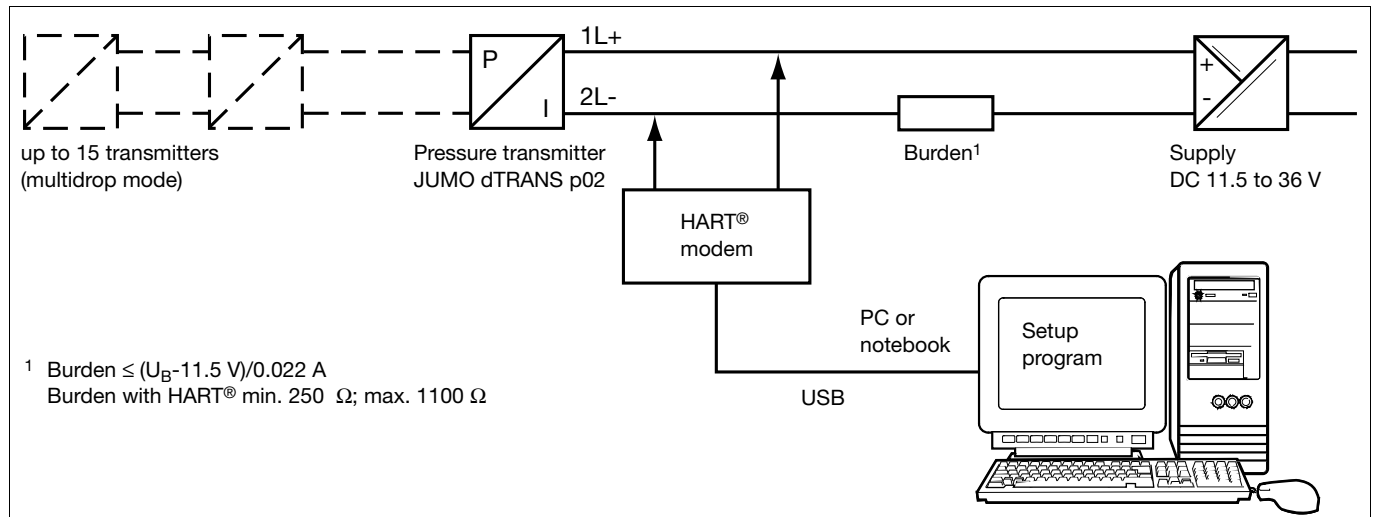 1L+
P
I
2L-
+
-
up to 15 transmitters
(multidrop mode)
Pressure transmitter
JUMO dTRANS p02
Burden¹
Supply
DC 11.5 to 36 V
HART®
modem
PC or
notebook
Setup
program
USB
¹ Burden ≤ (U_B-11.5 V)/0.022 A
Burden with HART® min. 250 Ω; max. 1100 Ω